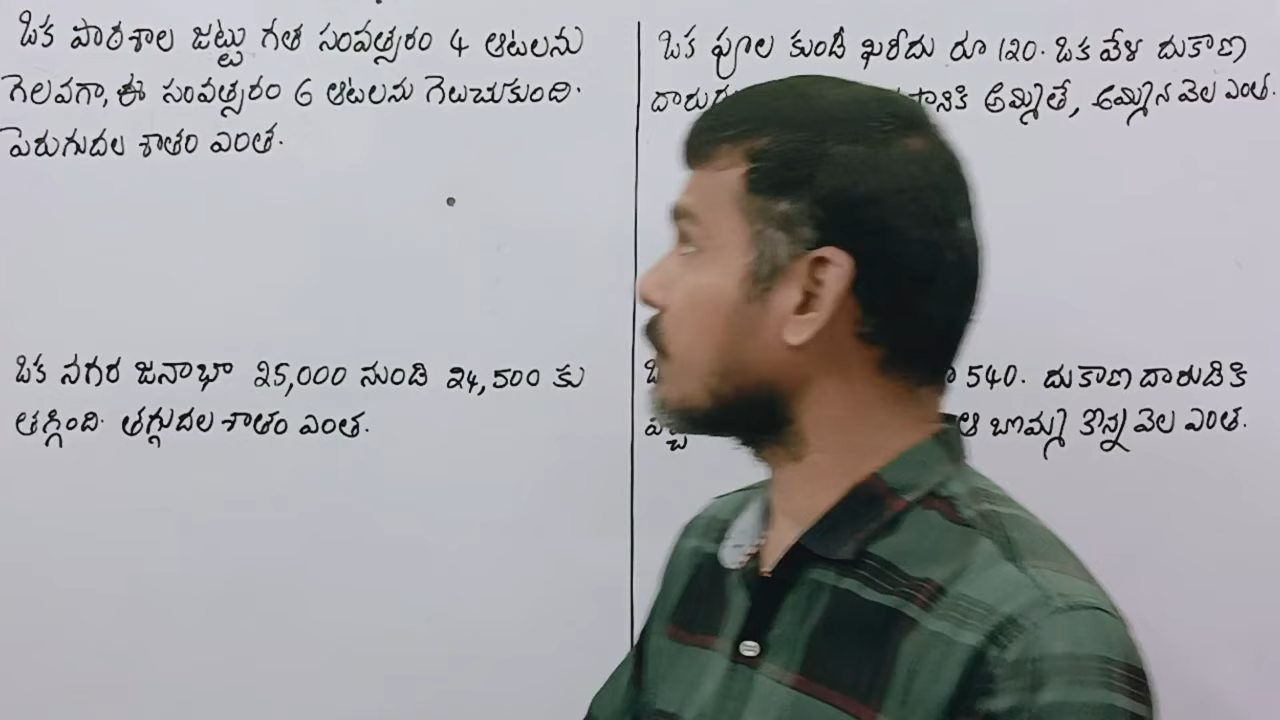 ఒక పాఠశాల జట్టు గత సంవత్సరం 4 ఆటలను
గెలవగా, ఈ సంవత్సరం 6 ఆటలను గెలుచుకుంది.
పెరుగుదల శాతం ఎంత.
ఒక నగర జనాభా 25,000 నుండి 24,500 కు
తగ్గింది. తగ్గుదల శాతం ఎంత.
ఒక పూల కుండీ ఖరీదు రూ 120. ఒక వేళ దుకాణ
అమ్మితే, అమ్మిన వెల ఎంత.
540. దుకాణదారుడికి
ఆ బొమ్మ కొన్న వెల ఎంత.